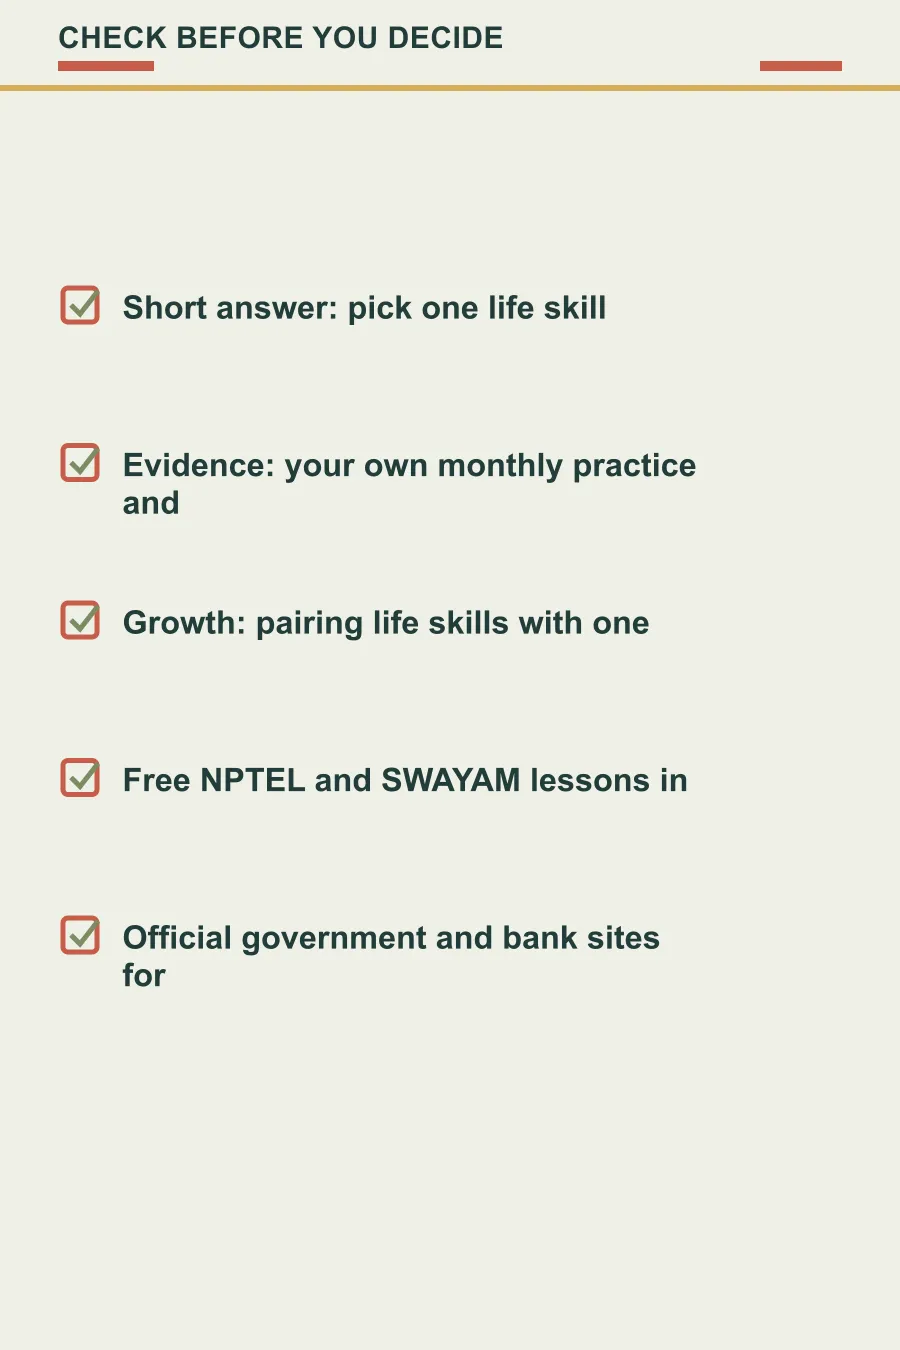 CHECK BEFORE YOU DECIDE
Short answer: pick one life skill
Evidence: your own monthly practice
and
Growth: pairing life skills with one
Free NPTEL and SWAYAM lessons in
Official government and bank sites
for